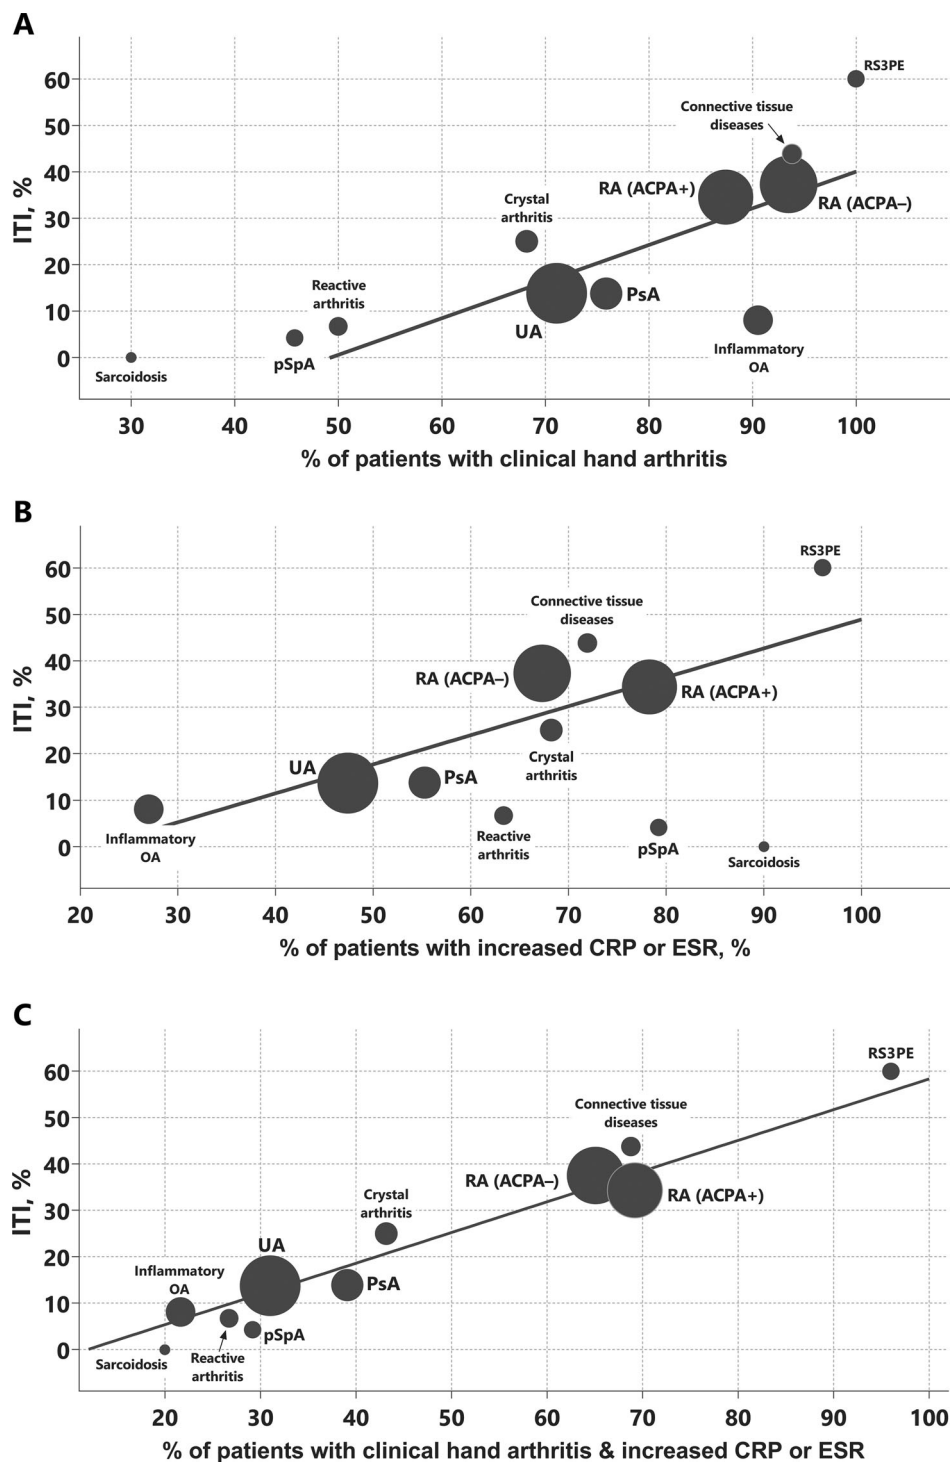 A
ITI, %
60
50
40
30
20
10
0
RS3PE
Connective tissue
diseases
RA (ACPA+)
RA (ACPA–)
Crystal
arthritis
Reactive
arthritis
PsA
UA
Inflammatory
OA
pSpA
Sarcoidosis
30 40 50 60 70 80 90 100
% of patients with clinical hand arthritis
B
ITI, %
60
50
40
30
20
10
0
RS3PE
Connective tissue
diseases
RA (ACPA–)
RA (ACPA+)
Crystal
arthritis
UA
PsA
Inflammatory
OA
Reactive
arthritis
pSpA
Sarcoidosis
20 30 40 50 60 70 80 90 100
% of patients with increased CRP or ESR, %
C
ITI, %
60
50
40
30
20
10
0
RS3PE
Connective tissue
diseases
RA (ACPA–)
RA (ACPA+)
Crystal
arthritis
UA
Inflammatory
OA
PsA
pSpA
Sarcoidosis
Reactive
arthritis
20 30 40 50 60 70 80 90 100
% of patients with clinical hand arthritis & increased CRP or ESR